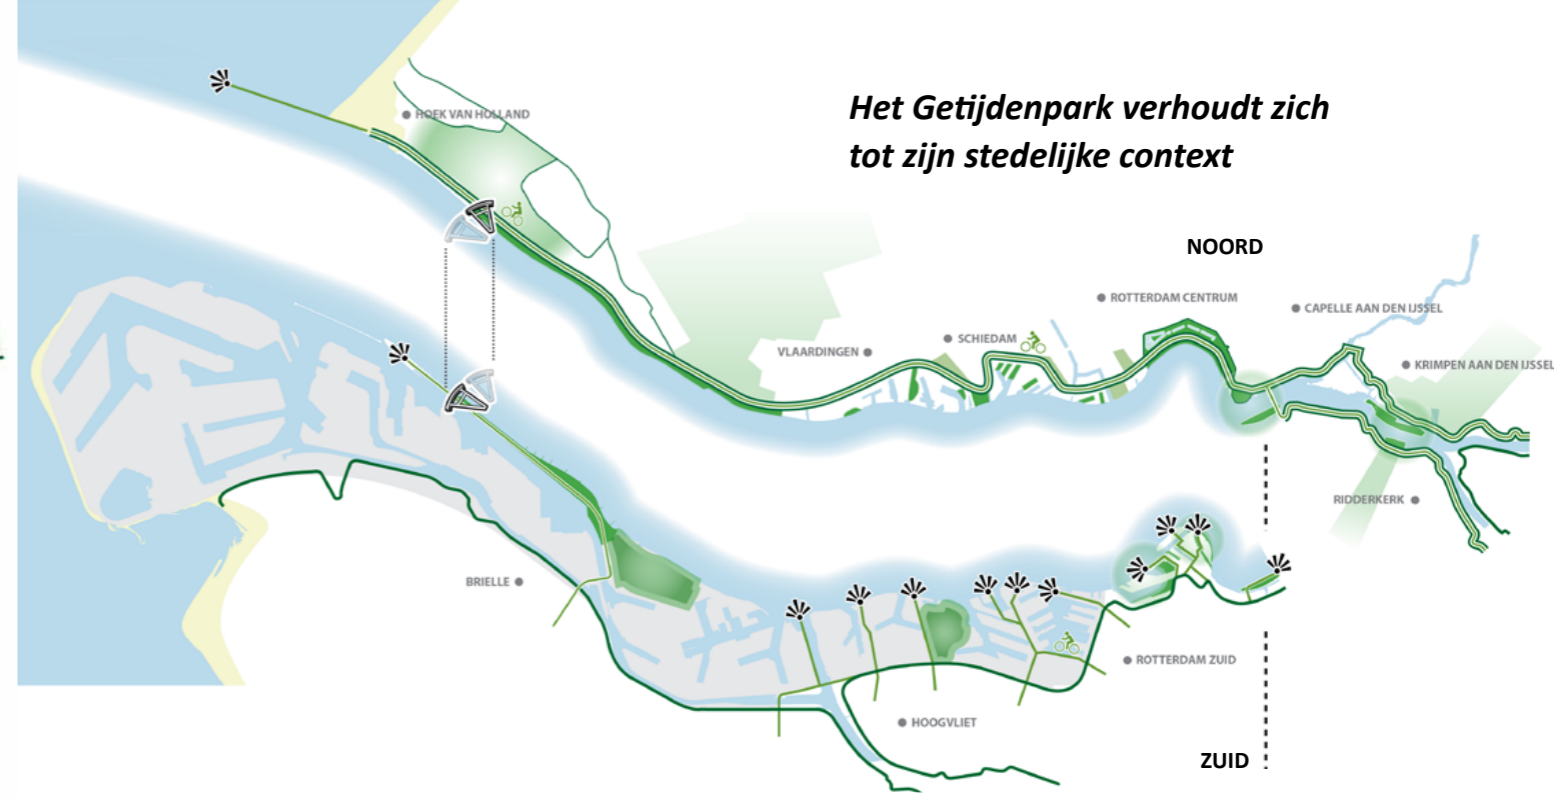 Het Getijdenpark verhoudt zich
tot zijn stedelijke context
HOEK VAN HOLLAND
NOORD
ROTTERDAM CENTRUM
CAPELLE AAN DEN IJSSEL
SCHIEDAM
VLAARDINGEN
KRIMPEN AAN DEN IJSSEL
RIDDERKERK
BRIELLE
ROTTERDAM ZUID
HOOGVLIET
ZUID